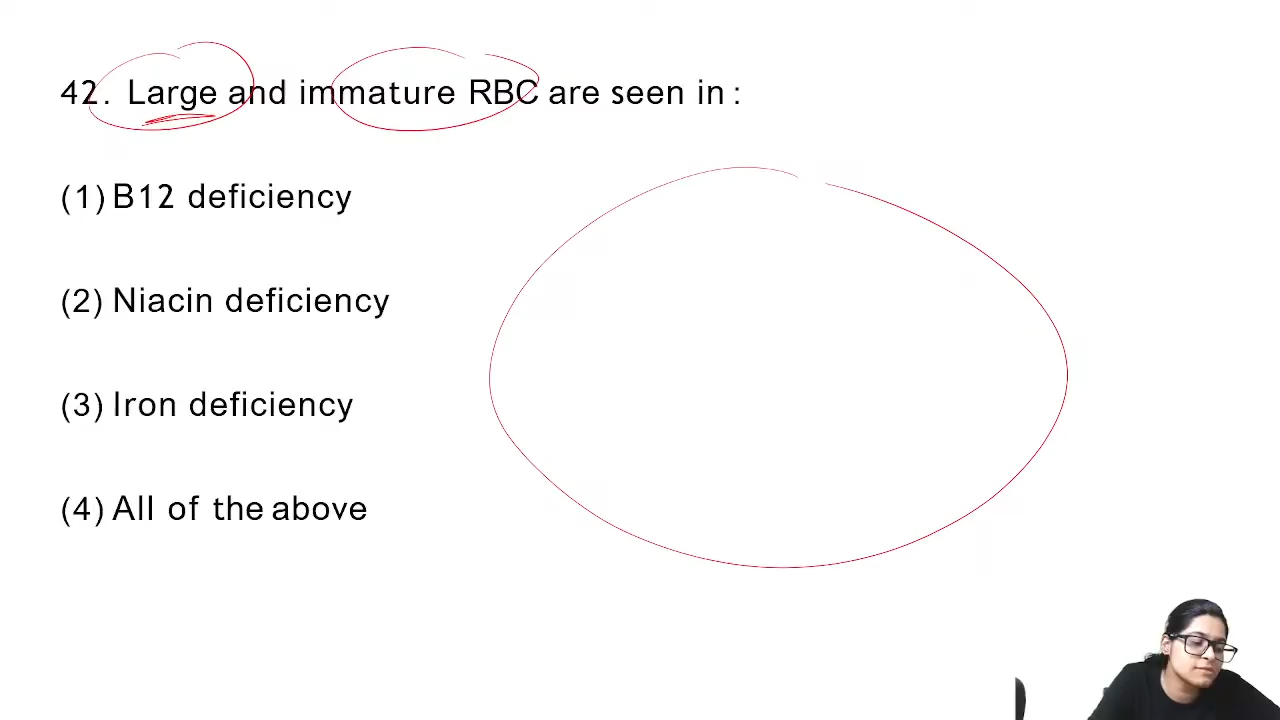 42. Large and immature RBC are seen in :
(1) B12 deficiency
(2) Niacin deficiency
(3) Iron deficiency
(4) All of the above